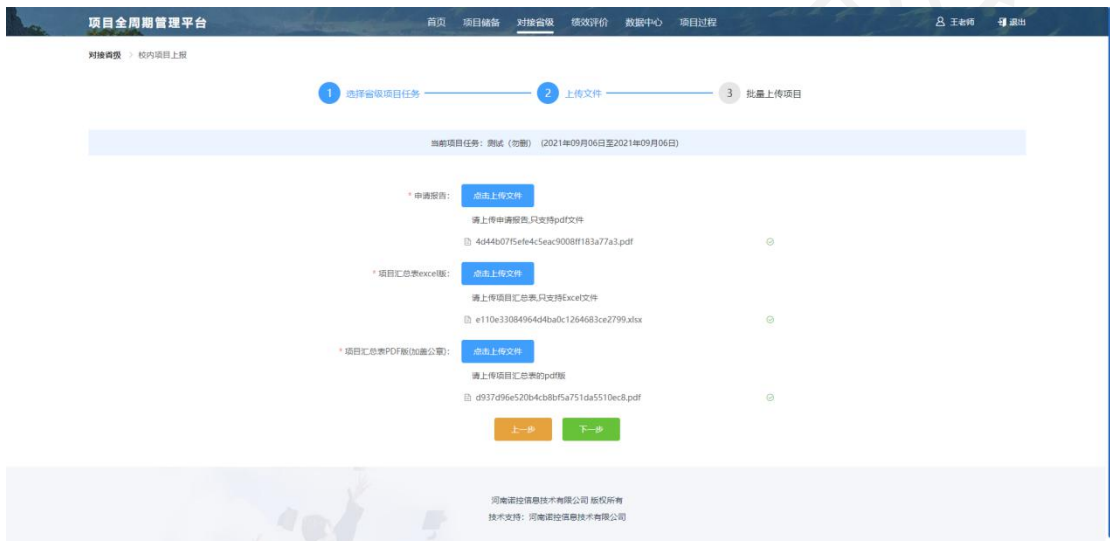 项目全周期管理平台
首页 项目储备 对接省级 绩效评价 数据中心 项目过程
王老师 退出
对接省级 > 校内项目上报
1 选择省级项目任务
2 上传文件
3 批量上传项目
当前项目任务：测试（勿删） (2021年09月06日至2021年09月06日)
* 申请报告：
点击上传文件
请上传申请报告,只支持pdf文件
4d44b07f5efe4c5eac9008ff183a77a3.pdf
* 项目汇总表excel版：
点击上传文件
请上传项目汇总表,只支持Excel文件
e110e33084964d4ba0c1264683ce2799.xlsx
* 项目汇总表PDF版(加盖公章)：
点击上传文件
请上传项目汇总表的pdf版
d937d96e520b4cb8bf5a751da5510ec8.pdf
上一步 下一步
河南诺控信息技术有限公司 版权所有
技术支持：河南诺控信息技术有限公司